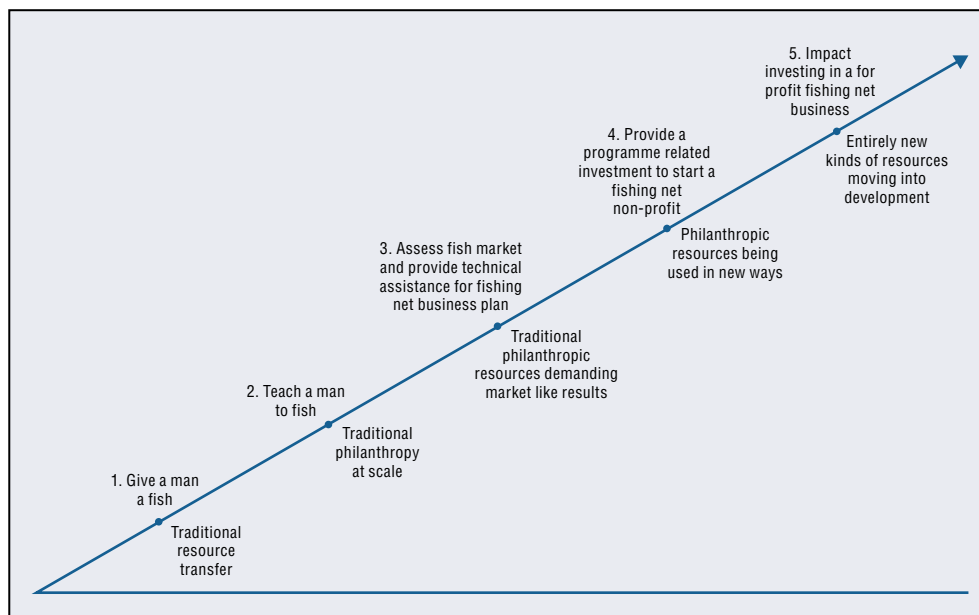 5. Impact
investing in a for
profit fishing net
business
Entirely new
kinds of resources
moving into
development
4. Provide a
programme related
investment to start a
fishing net
non-profit
Philanthropic
resources being
used in new ways
3. Assess fish market
and provide technical
assistance for fishing
net business plan
Traditional
philanthropic
resources demanding
market like results
2. Teach a man
to fish
Traditional
philanthropy
at scale
1. Give a man
a fish
Traditional
resource
transfer